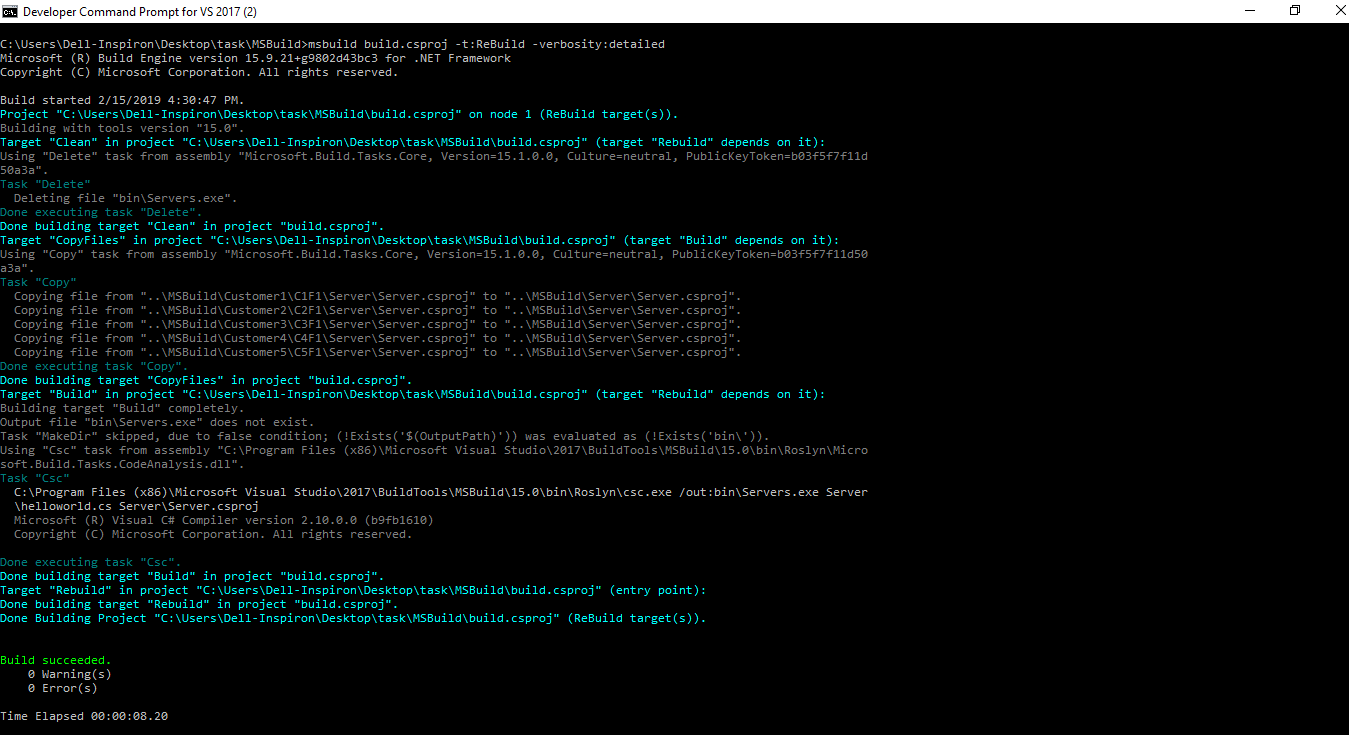 Developer Command Prompt for VS 2017 (2)
C:\Users\Dell-Inspiron\Desktop\task\MSBuild>msbuild build.csproj -t:ReBuild -verbosity:detailed
Microsoft (R) Build Engine version 15.9.21+g9802d43bc3 for .NET Framework
Copyright (C) Microsoft Corporation. All rights reserved.
Build started 2/15/2019 4:30:47 PM.
Project "C:\Users\Dell-Inspiron\Desktop\task\MSBuild\build.csproj" on node 1 (ReBuild target(s)).
Building with tools version "15.0".
Target "Clean" in project "C:\Users\Dell-Inspiron\Desktop\task\MSBuild\build.csproj" (target "Rebuild" depends on it):
Using "Delete" task from assembly "Microsoft.Build.Tasks.Core, Version=15.1.0.0, Culture=neutral, PublicKeyToken=b03f5f7f11d
50a3a".
Task "Delete"
  Deleting file "bin\Servers.exe".
Done executing task "Delete".
Done building target "Clean" in project "build.csproj".
Target "CopyFiles" in project "C:\Users\Dell-Inspiron\Desktop\task\MSBuild\build.csproj" (target "Build" depends on it):
Using "Copy" task from assembly "Microsoft.Build.Tasks.Core, Version=15.1.0.0, Culture=neutral, PublicKeyToken=b03f5f7f11d50
a3a".
Task "Copy"
  Copying file from "..\MSBuild\Customer1\C1F1\Server\Server.csproj" to "..\MSBuild\Server\Server.csproj".
  Copying file from "..\MSBuild\Customer2\C2F1\Server\Server.csproj" to "..\MSBuild\Server\Server.csproj".
  Copying file from "..\MSBuild\Customer3\C3F1\Server\Server.csproj" to "..\MSBuild\Server\Server.csproj".
  Copying file from "..\MSBuild\Customer4\C4F1\Server\Server.csproj" to "..\MSBuild\Server\Server.csproj".
  Copying file from "..\MSBuild\Customer5\C5F1\Server\Server.csproj" to "..\MSBuild\Server\Server.csproj".
Done executing task "Copy".
Done building target "CopyFiles" in project "build.csproj".
Target "Build" in project "C:\Users\Dell-Inspiron\Desktop\task\MSBuild\build.csproj" (target "Rebuild" depends on it):
Building target "Build" completely.
Output file "bin\Servers.exe" does not exist.
Task "MakeDir" skipped, due to false condition; (!Exists('$(OutputPath)')) was evaluated as (!Exists('bin\')).
Using "Csc" task from assembly "C:\Program Files (x86)\Microsoft Visual Studio\2017\BuildTools\MSBuild\15.0\bin\Roslyn\Micro
soft.Build.Tasks.CodeAnalysis.dll".
Task "Csc"
  C:\Program Files (x86)\Microsoft Visual Studio\2017\BuildTools\MSBuild\15.0\bin\Roslyn\csc.exe /out:bin\Servers.exe Server
  \helloworld.cs Server\Server.csproj
  Microsoft (R) Visual C# Compiler version 2.10.0.0 (b9fb1610)
  Copyright (C) Microsoft Corporation. All rights reserved.
Done executing task "Csc".
Done building target "Build" in project "build.csproj".
Target "Rebuild" in project "C:\Users\Dell-Inspiron\Desktop\task\MSBuild\build.csproj" (entry point):
Done building target "Rebuild" in project "build.csproj".
Done Building Project "C:\Users\Dell-Inspiron\Desktop\task\MSBuild\build.csproj" (ReBuild target(s)).
Build succeeded.
    0 Warning(s)
    0 Error(s)
Time Elapsed 00:00:08.20